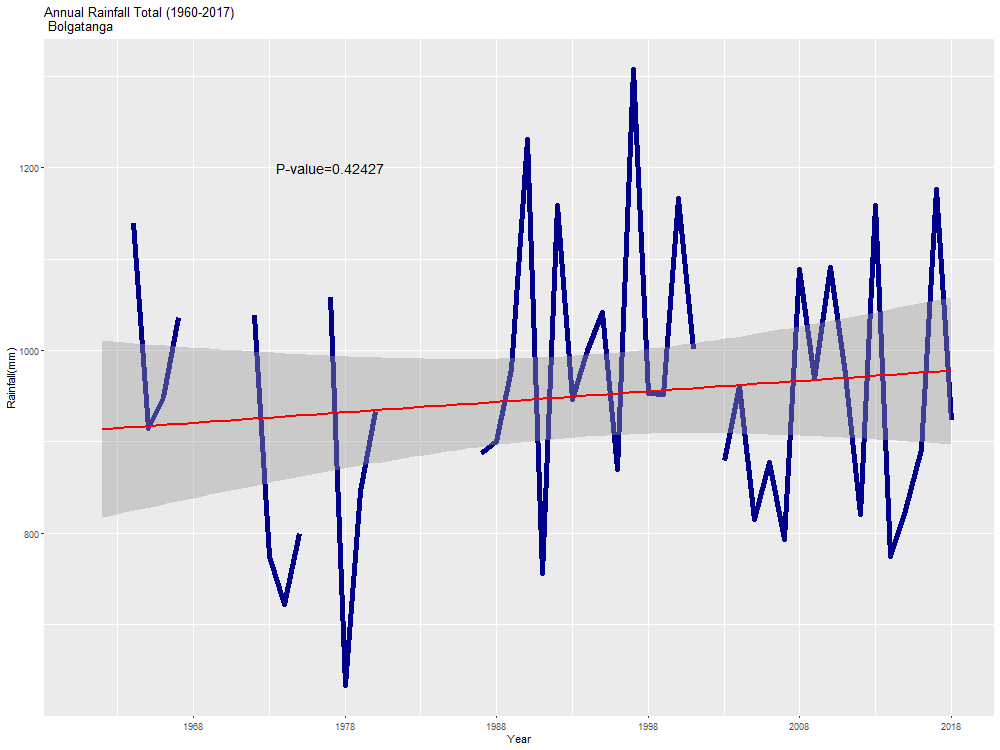 Annual Rainfall Total (1960-2017)
Bolgatanga
P-value=0.42427
1200
1000
800
Rainfall(mm)
1968 1978 1988 1998 2008 2018
Year